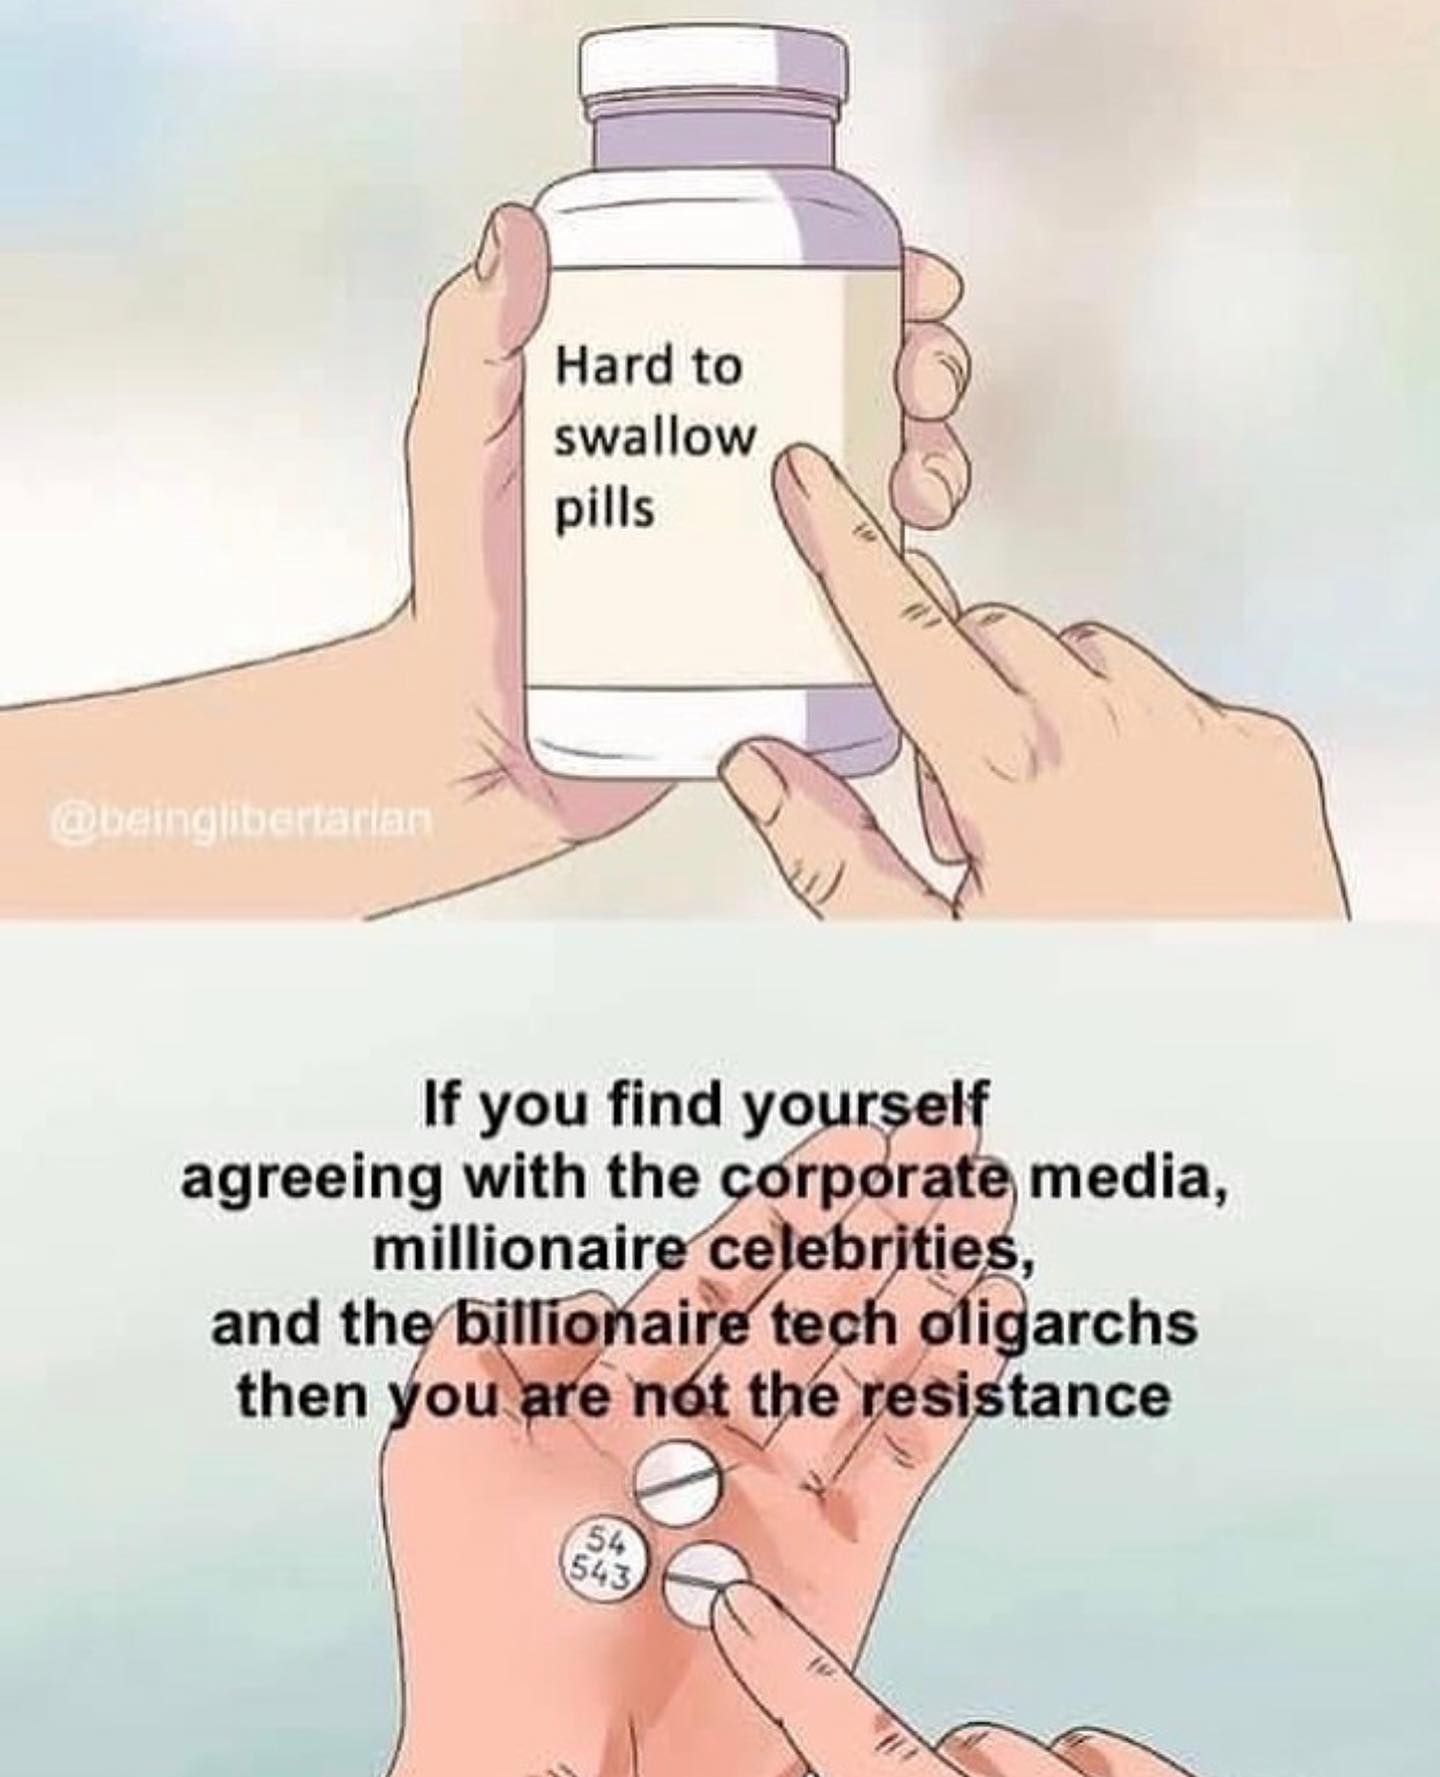 Hard to
swallow
pills
@beinglibertarian
If you find yourself
agreeing with the corporate media,
millionaire celebrities,
and the billionaire tech oligarchs
then you are not the resistance
54
543